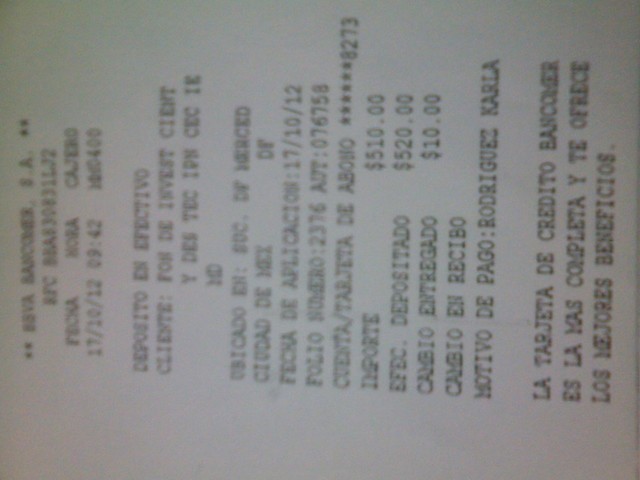 ** BBVA BANCOMER, S.A. **
RFC BBA830831LJ2
FECHA HORA CAJERO
17/10/12 09:42 MM8400
DEPOSITO EN EFECTIVO
CLIENTE: FON DE INVEST CIENT
Y DES TEC IPN CEC IE
MD
UBICADO EN: SUC. DF MERCED
CIUDAD DE MEX DF
FECHA DE APLICACION:17/10/12
FOLIO NUMERO:2376 AUT:076758
CUENTA/TARJETA DE ABONO ******8273
IMPORTE $510.00
EFEC. DEPOSITADO $520.00
CAMBIO ENTREGADO $10.00
CAMBIO EN RECIBO
MOTIVO DE PAGO:RODRIGUEZ KARLA
LA TARJETA DE CREDITO BANCOMER
ES LA MAS COMPLETA Y TE OFRECE
LOS MEJORES BENEFICIOS.